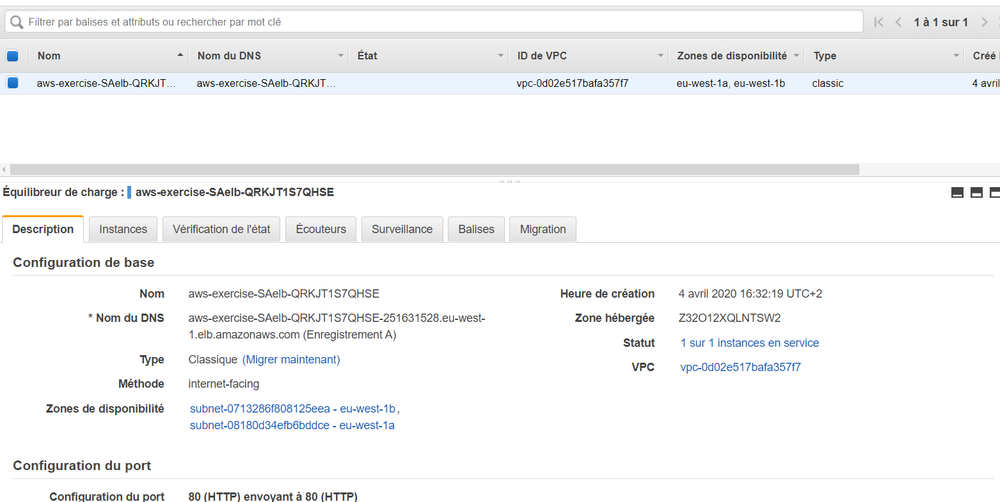 Filtrer par balises et attributs ou rechercher par mot clé
1 à 1 sur 1
Nom Nom du DNS État ID de VPC Zones de disponibilité Type Créé
aws-exercise-SAelb-QRKJT... aws-exercise-SAelb-QRKJT... vpc-0d02e517bafa357f7 eu-west-1a, eu-west-1b classic 4 avril
Équilibreur de charge : aws-exercise-SAelb-QRKJT1S7QHSE
Description Instances Vérification de l'état Écouteurs Surveillance Balises Migration
Configuration de base
Nom aws-exercise-SAelb-QRKJT1S7QHSE
* Nom du DNS aws-exercise-SAelb-QRKJT1S7QHSE-251631528.eu-west-
1.elb.amazonaws.com (Enregistrement A)
Type Classique (Migrer maintenant)
Méthode internet-facing
Zones de disponibilité subnet-0713286f808125eea - eu-west-1b,
subnet-08180d34efb6bddce - eu-west-1a
Heure de création 4 avril 2020 16:32:19 UTC+2
Zone hébergée Z32O12XQLNTSW2
Statut 1 sur 1 instances en service
VPC vpc-0d02e517bafa357f7
Configuration du port
Configuration du port 80 (HTTP) envoyant à 80 (HTTP)